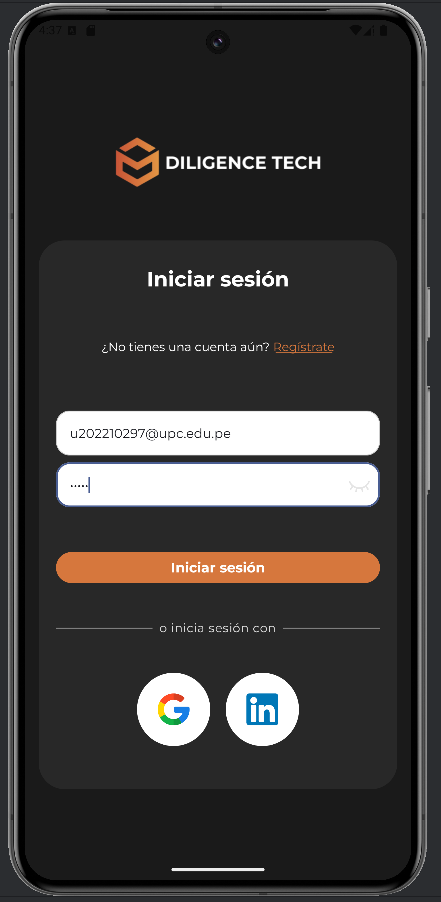 4:37
DILIGENCE TECH
Iniciar sesión
¿No tienes una cuenta aún? Regístrate
u202210297@upc.edu.pe
•••••
Iniciar sesión
o inicia sesión con
in